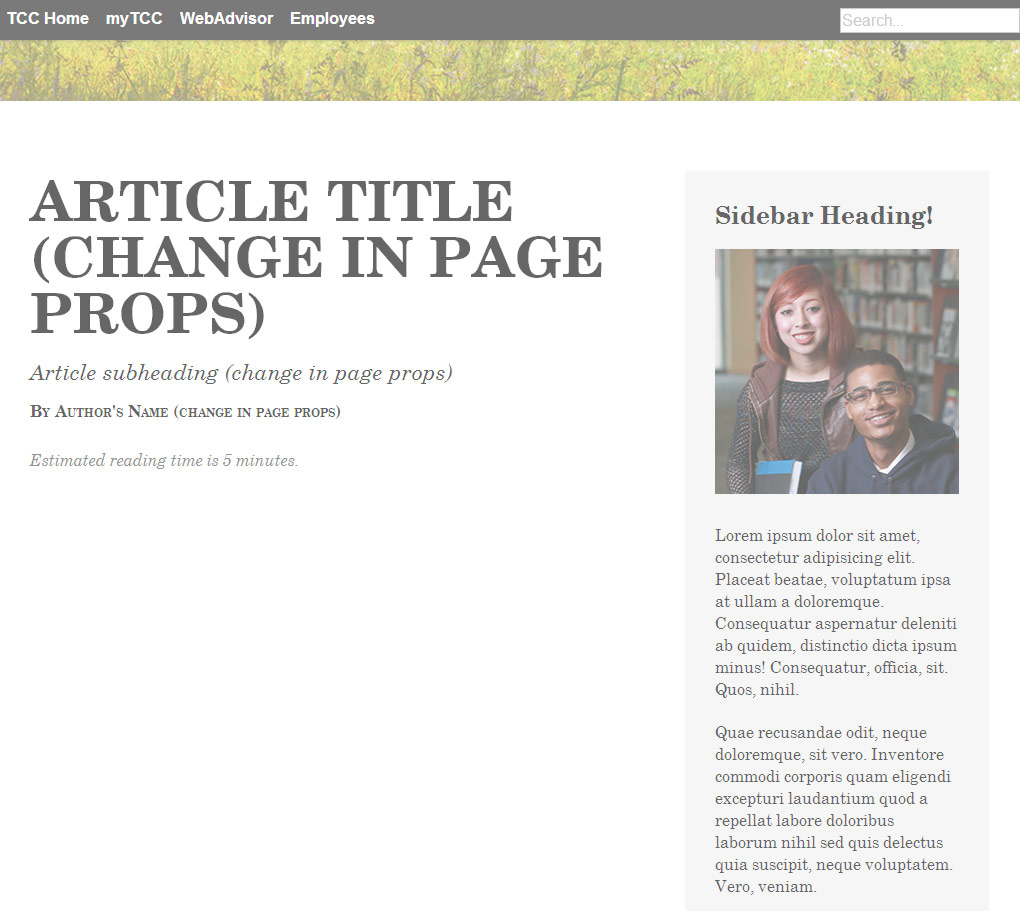 TCC Home myTCC WebAdvisor Employees Search...
ARTICLE TITLE
(CHANGE IN PAGE
PROPS)
Article subheading (change in page props)
By Author's Name (change in page props)
Estimated reading time is 5 minutes.
Sidebar Heading!
Lorem ipsum dolor sit amet,
consectetur adipisicing elit.
Placeat beatae, voluptatum ipsa
at ullam a doloremque.
Consequatur aspernatur deleniti
ab quidem, distinctio dicta ipsum
minus! Consequatur, officia, sit.
Quos, nihil.
Quae recusandae odit, neque
doloremque, sit vero. Inventore
commodi corporis quam eligendi
excepturi laudantium quod a
repellat labore doloribus
laborum nihil sed quis delectus
quia suscipit, neque voluptatem.
Vero, veniam.